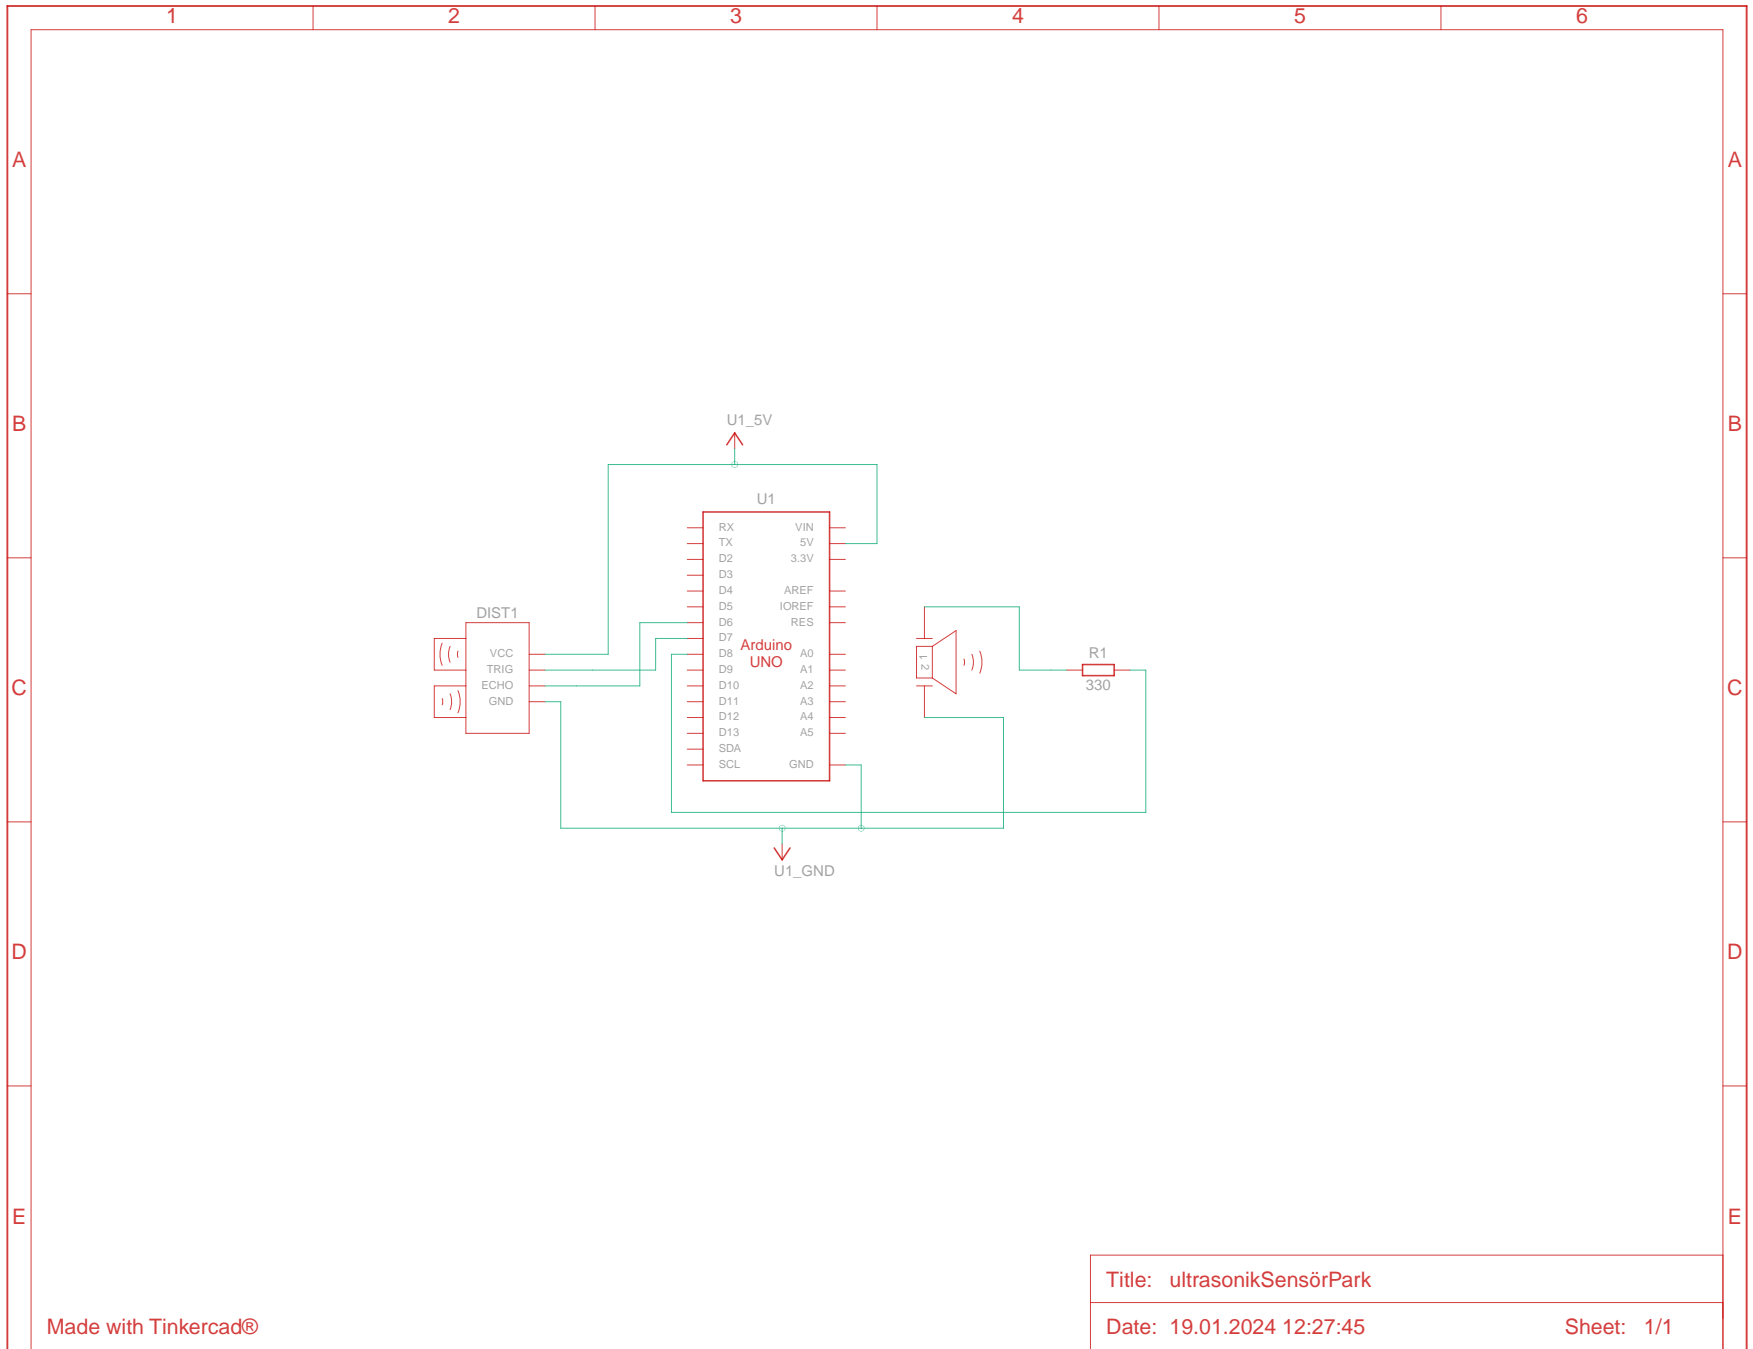 1 2 3 4 5 6
A A
B B
U1_5V
U1
RX VIN
TX 5V
D2 3.3V
D3
D4 AREF
D5 IOREF
DIST1
D6 RES
D7
Arduino
UNO
VCC D8 A0
R1
TRIG D9 A1
ECHO D10 A2
330
C C
GND D11 A3
D12 A4
D13 A5
SDA
SCL GND
1 2
U1_GND
D D
E E
Title: ultrasonikSensörPark
Made with Tinkercad®
Date: 19.01.2024 12:27:45 Sheet: 1/1